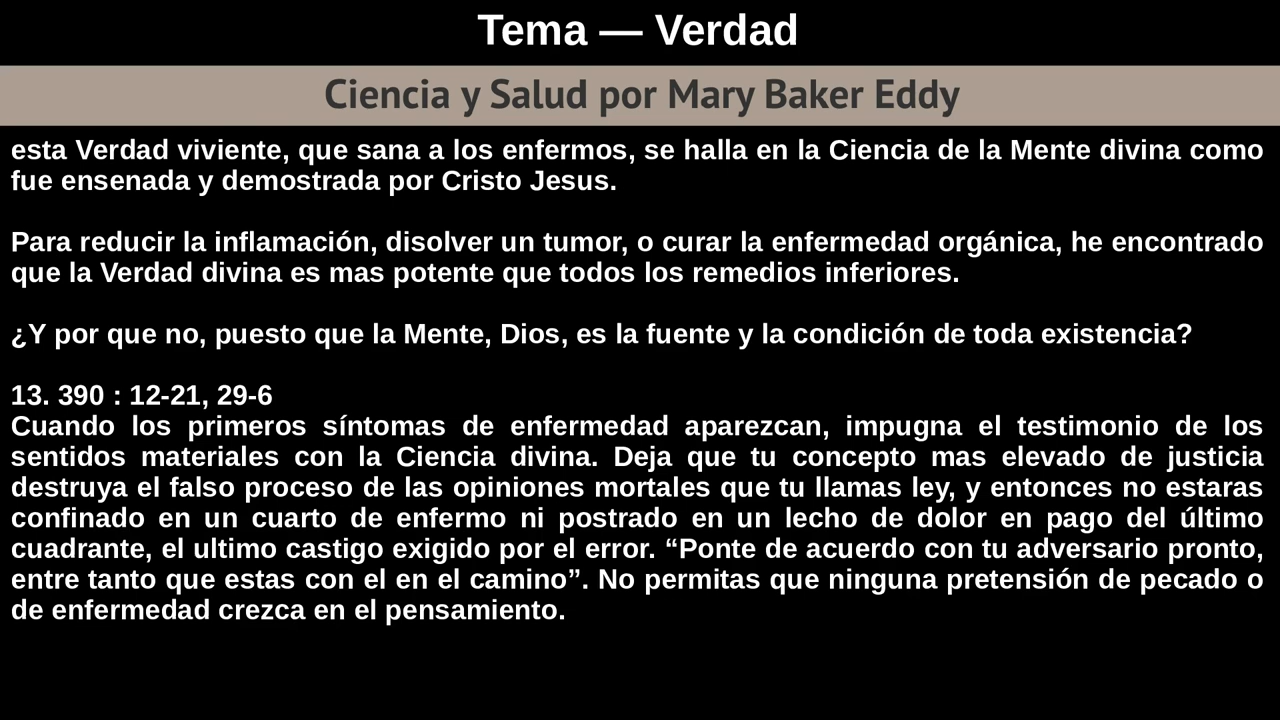 Tema — Verdad
Ciencia y Salud por Mary Baker Eddy
esta Verdad viviente, que sana a los enfermos, se halla en la Ciencia de la Mente divina como
fue ensenada y demostrada por Cristo Jesus.
Para reducir la inflamación, disolver un tumor, o curar la enfermedad orgánica, he encontrado
que la Verdad divina es mas potente que todos los remedios inferiores.
¿Y por que no, puesto que la Mente, Dios, es la fuente y la condición de toda existencia?
13. 390 : 12-21, 29-6
Cuando los primeros síntomas de enfermedad aparezcan, impugna el testimonio de los
sentidos materiales con la Ciencia divina. Deja que tu concepto mas elevado de justicia
destruya el falso proceso de las opiniones mortales que tu llamas ley, y entonces no estaras
confinado en un cuarto de enfermo ni postrado en un lecho de dolor en pago del último
cuadrante, el ultimo castigo exigido por el error. “Ponte de acuerdo con tu adversario pronto,
entre tanto que estas con el en el camino”. No permitas que ninguna pretensión de pecado o
de enfermedad crezca en el pensamiento.